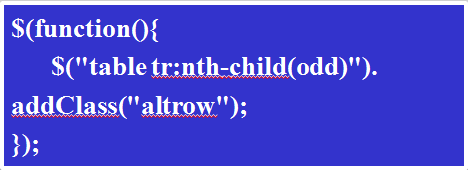 $(function(){
$("table tr:nth-child(odd)").
addClass("altrow");
});